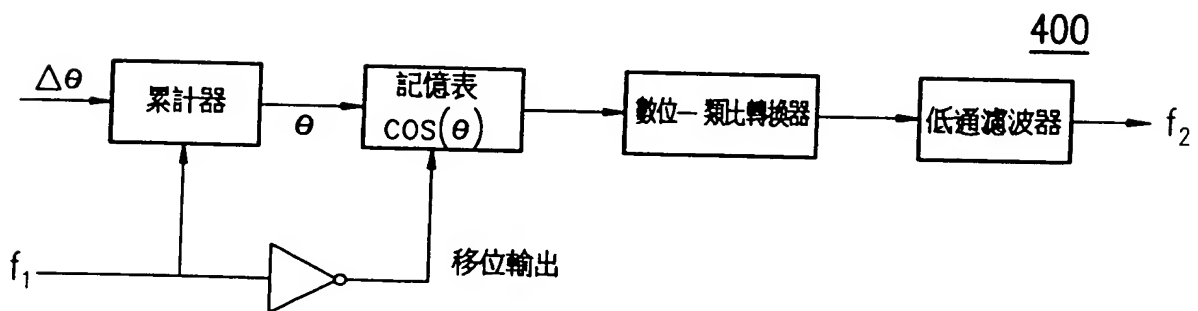 400
△θ
累計器
θ
記憶表
COS(θ)
數位－類比轉換器
低通濾波器
f₂
f₁
移位輸出